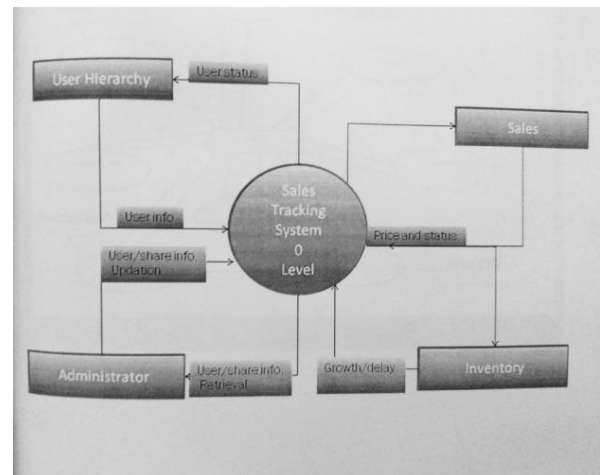 User Hierarchy
User status
Sales
Sales
Tracking
System
0
Level
User info
Price and status
User/share info.
Updation
Administrator
User/share info.
Retrieval
Growth/delay
Inventory